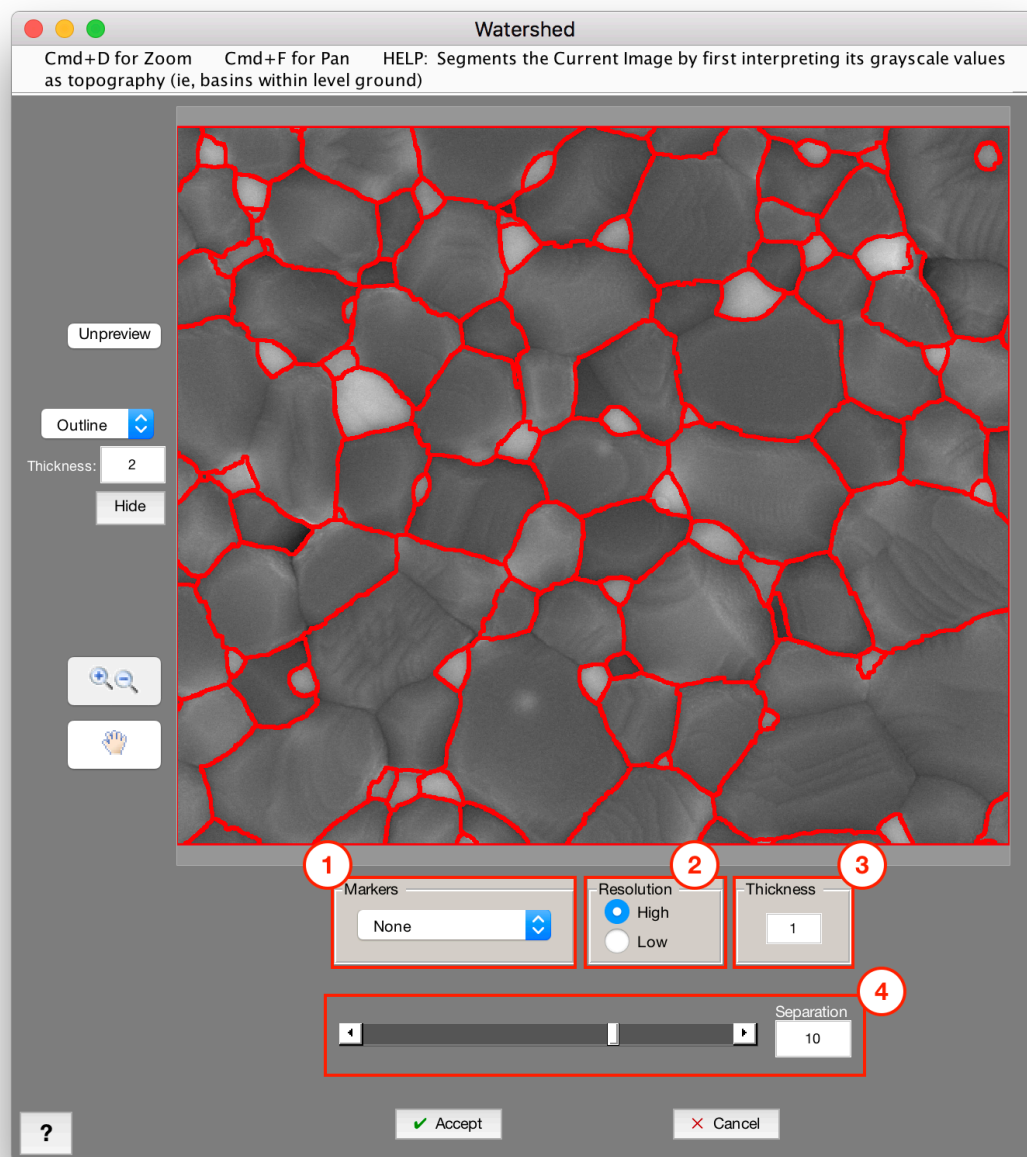 Watershed
Cmd+D for Zoom Cmd+F for Pan HELP: Segments the Current Image by first interpreting its grayscale values
as topography (ie, basins within level ground)
Unpreview
Outline
Thickness: 2
Hide
1 2 3
Markers Resolution Thickness
None High 1
Low
4
Separation
10
? Accept Cancel